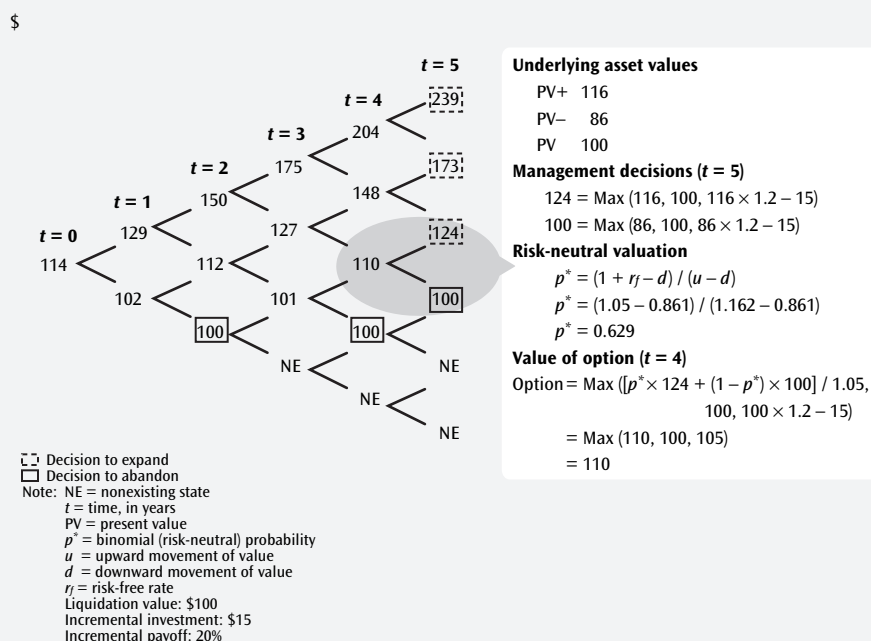 $
t = 5
239
t = 4
204
t = 3
175
173
t = 2
150
148
t = 1
129
127
124
t = 0
114
112
110
102
101
100
100
100
NE
NE
NE
NE
Underlying asset values
PV+ 116
PV– 86
PV 100
Management decisions (t = 5)
124 = Max (116, 100, 116 × 1.2 – 15)
100 = Max (86, 100, 86 × 1.2 – 15)
Risk-neutral valuation
p* = (1 + rf – d) / (u – d)
p* = (1.05 – 0.861) / (1.162 – 0.861)
p* = 0.629
Value of option (t = 4)
Option = Max ([p* × 124 + (1 – p*) × 100] / 1.05,
100, 100 × 1.2 – 15)
= Max (110, 100, 105)
= 110
Decision to expand
Decision to abandon
Note: NE = nonexisting state
t = time, in years
PV = present value
p* = binomial (risk-neutral) probability
u = upward movement of value
d = downward movement of value
rf = risk-free rate
Liquidation value: $100
Incremental investment: $15
Incremental payoff: 20%